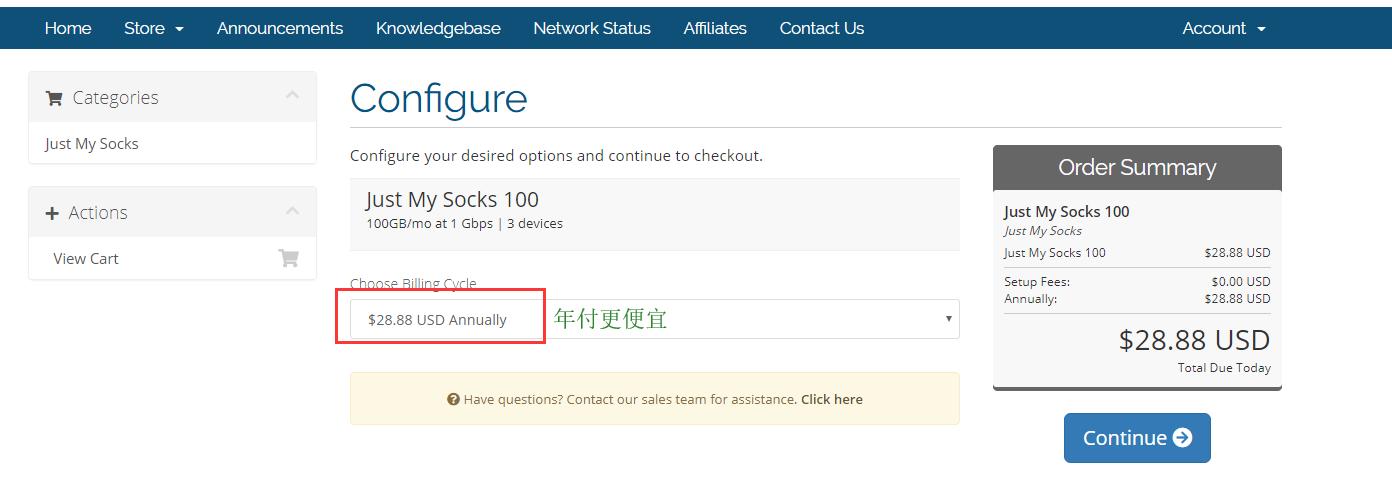 Home Store Announcements Knowledgebase Network Status Affiliates Contact Us Account
Categories
Just My Socks
Actions
View Cart
Configure
Configure your desired options and continue to checkout.
Just My Socks 100
100GB/mo at 1 Gbps | 3 devices
Choose Billing Cycle
$28.88 USD Annually 年付更便宜
Have questions? Contact our sales team for assistance. Click here
Order Summary
Just My Socks 100
Just My Socks
Just My Socks 100 $28.88 USD
Setup Fees: $0.00 USD
Annually: $28.88 USD
$28.88 USD
Total Due Today
Continue